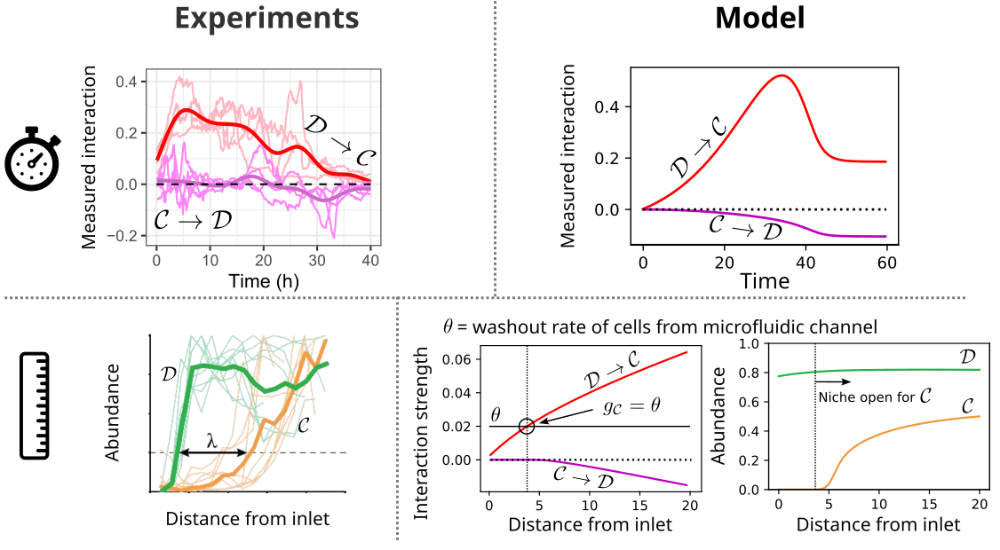 Experiments
Model
Measured interaction
0.4
0.2
0.0
−0.2
𝒟 → 𝒞
𝒞 → 𝒟
0 10 20 30 40
Time (h)
Measured interaction
0.4
0.2
0.0
𝒟 → 𝒞
𝒞 → 𝒟
0 20 40 60
Time
Abundance
𝒟
𝒞
λ
Distance from inlet
θ = washout rate of cells from microfluidic channel
Interaction strength
0.06
0.04
0.02
0.00
𝒟 → 𝒞
θ
g𝒞 = θ
𝒞 → 𝒟
0 5 10 15 20
Distance from inlet
Abundance
1.0
0.8
0.6
0.4
0.2
0.0
𝒟
Niche open for 𝒞
𝒞
0 5 10 15 20
Distance from inlet